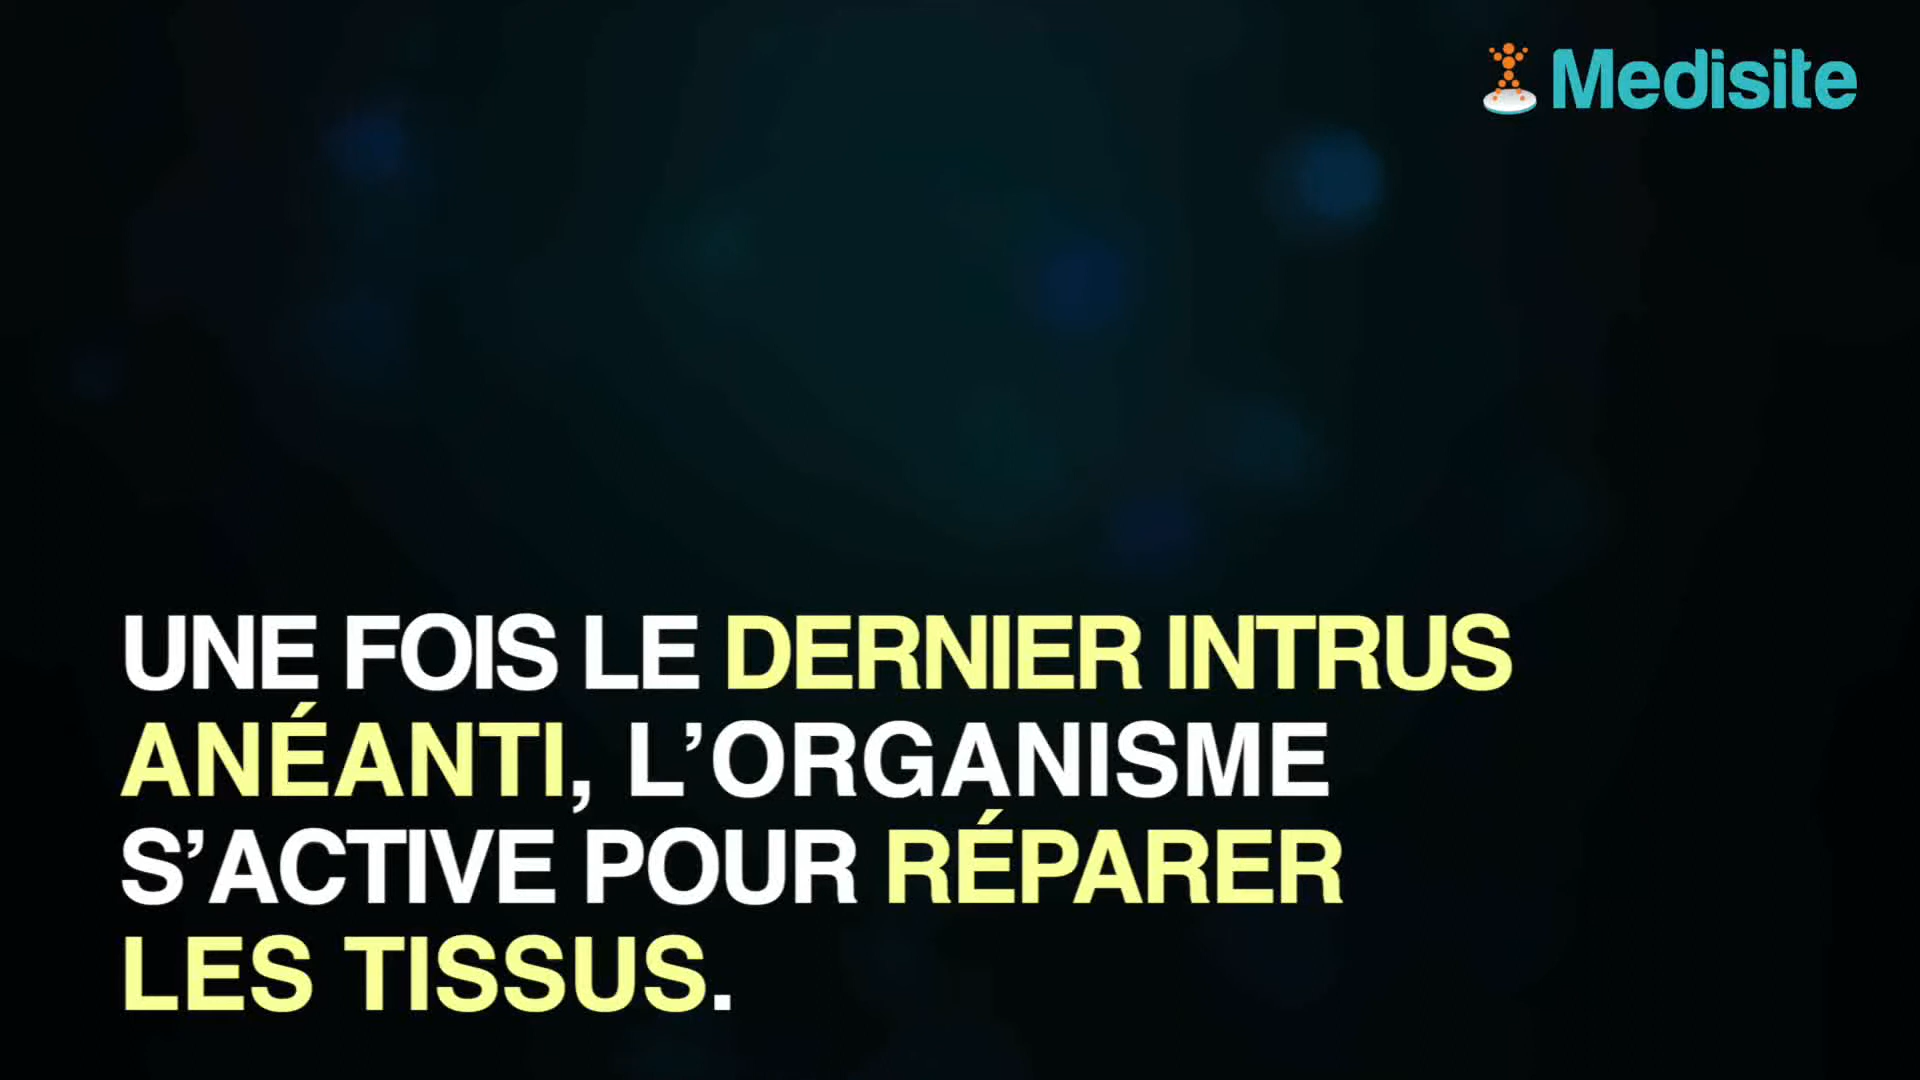 Medisite
UNE FOIS LE DERNIER INTRUS
ANÉANTI, L’ORGANISME
S’ACTIVE POUR RÉPARER
LES TISSUS.